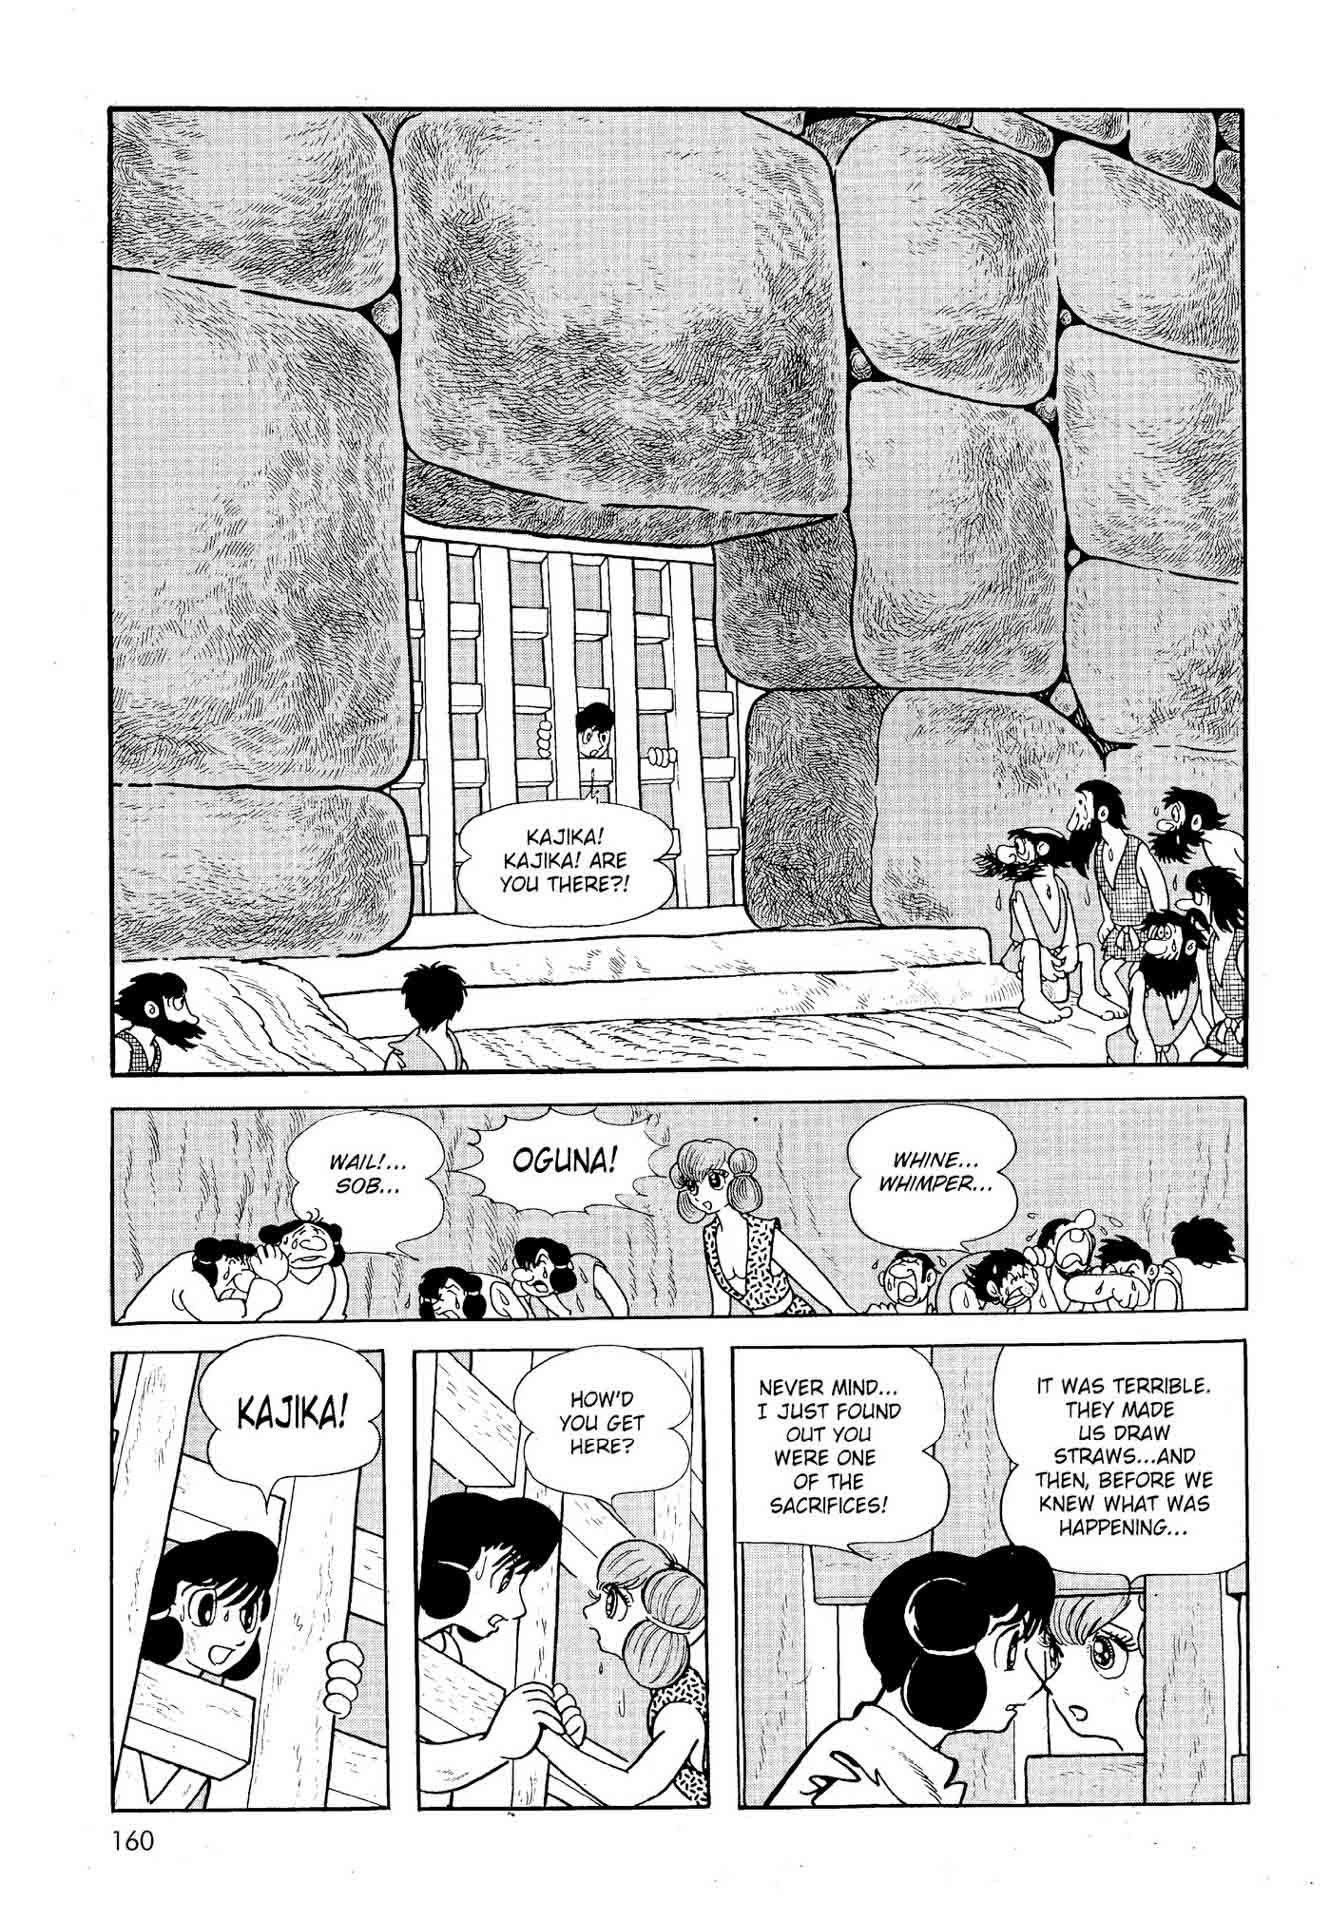 KAJIKA!
KAJIKA! ARE
YOU THERE?!
WAIL!...
SOB...
OGUNA!
WHINE...
WHIMPER...
KAJIKA!
HOW'D
YOU GET
HERE?
NEVER MIND...
I JUST FOUND
OUT YOU
WERE ONE
OF THE
SACRIFICES!
IT WAS TERRIBLE.
THEY MADE
US DRAW
STRAWS...AND
THEN, BEFORE WE
KNEW WHAT WAS
HAPPENING...
160